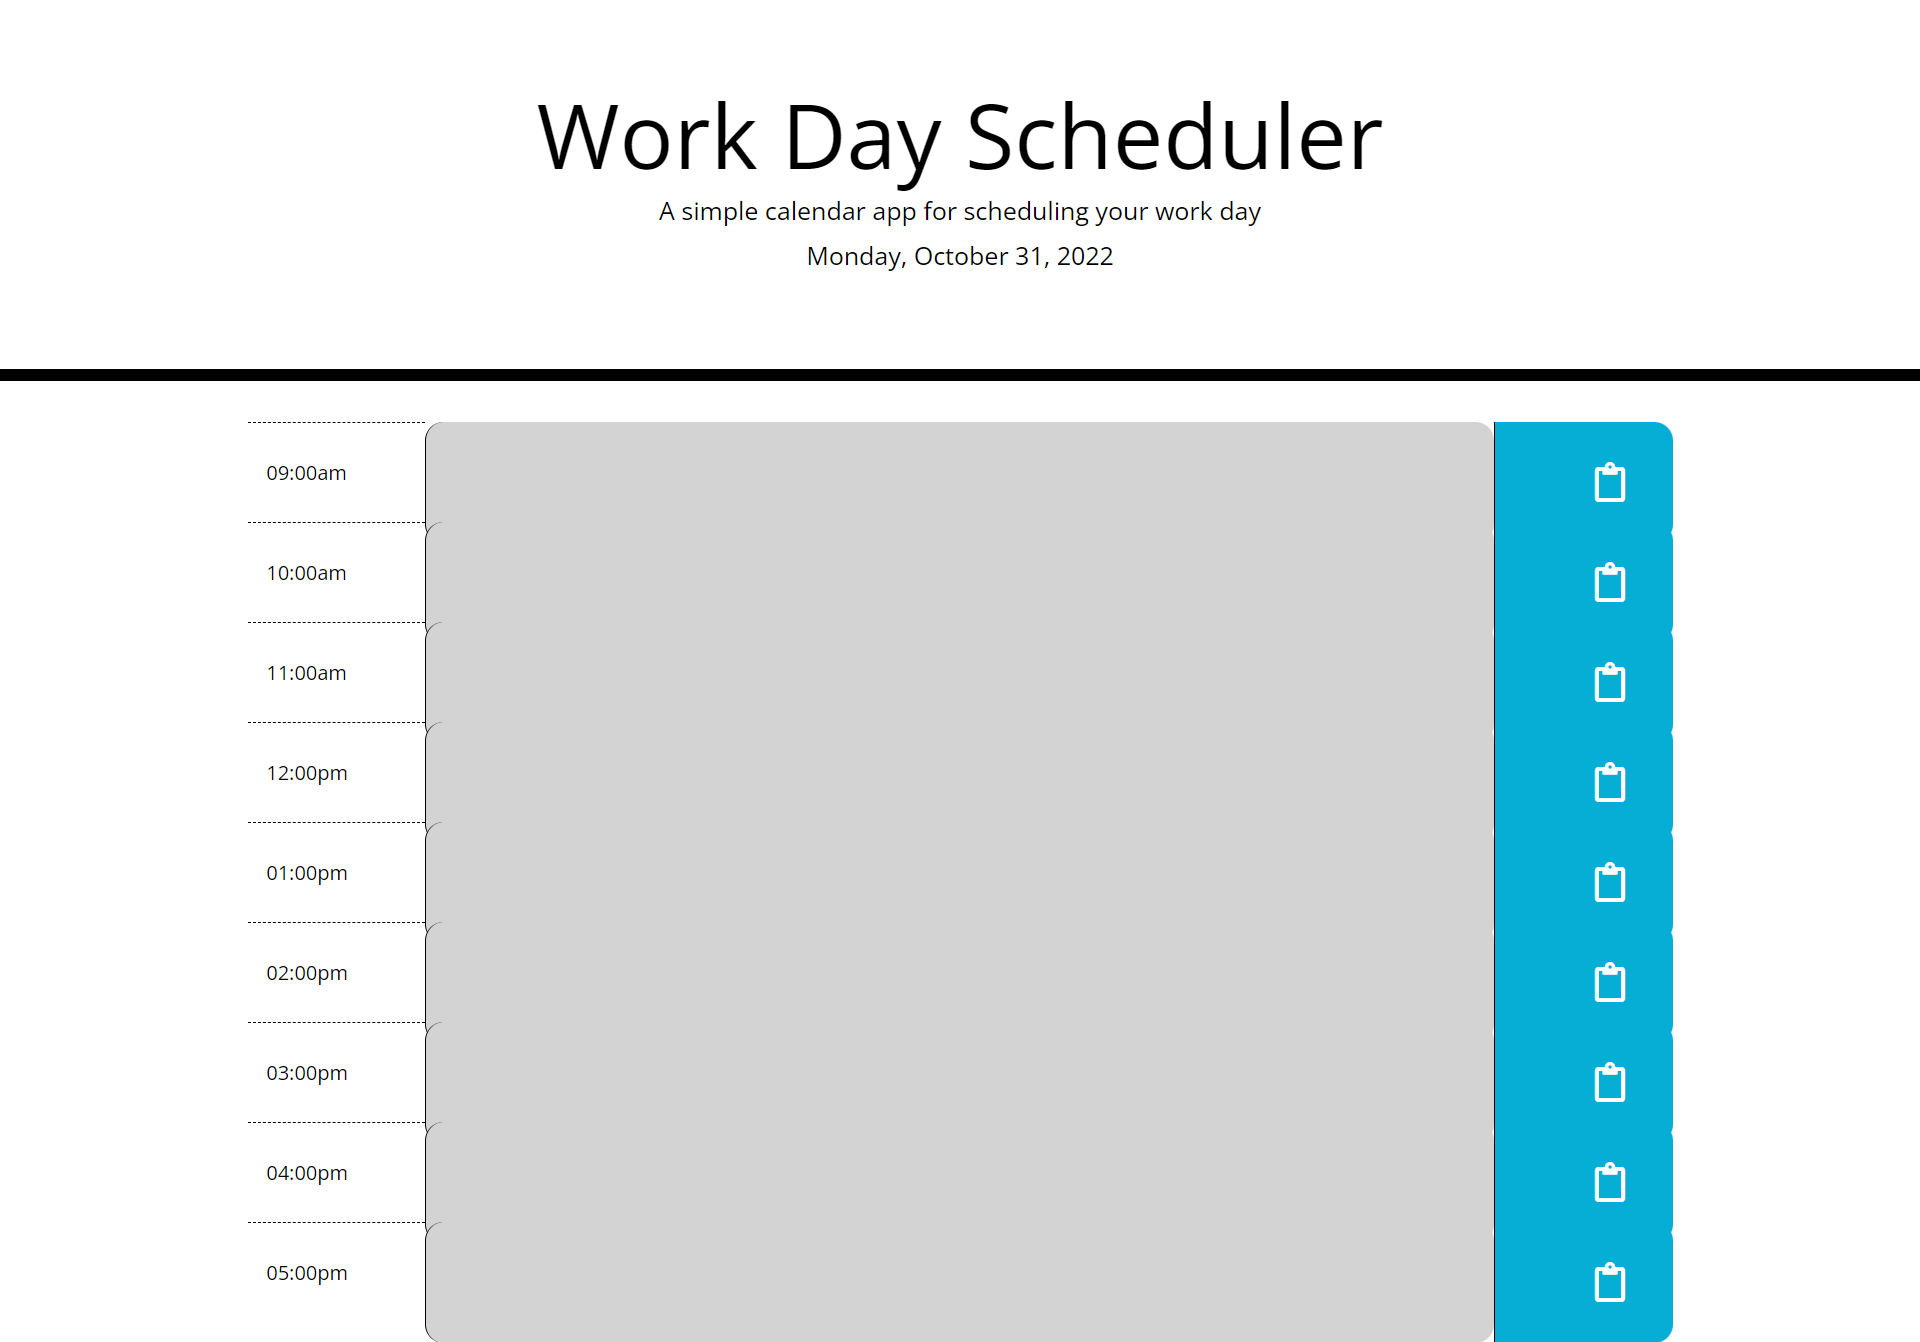 Work Day Scheduler
A simple calendar app for scheduling your work day
Monday, October 31, 2022
09:00am
10:00am
11:00am
12:00pm
01:00pm
02:00pm
03:00pm
04:00pm
05:00pm